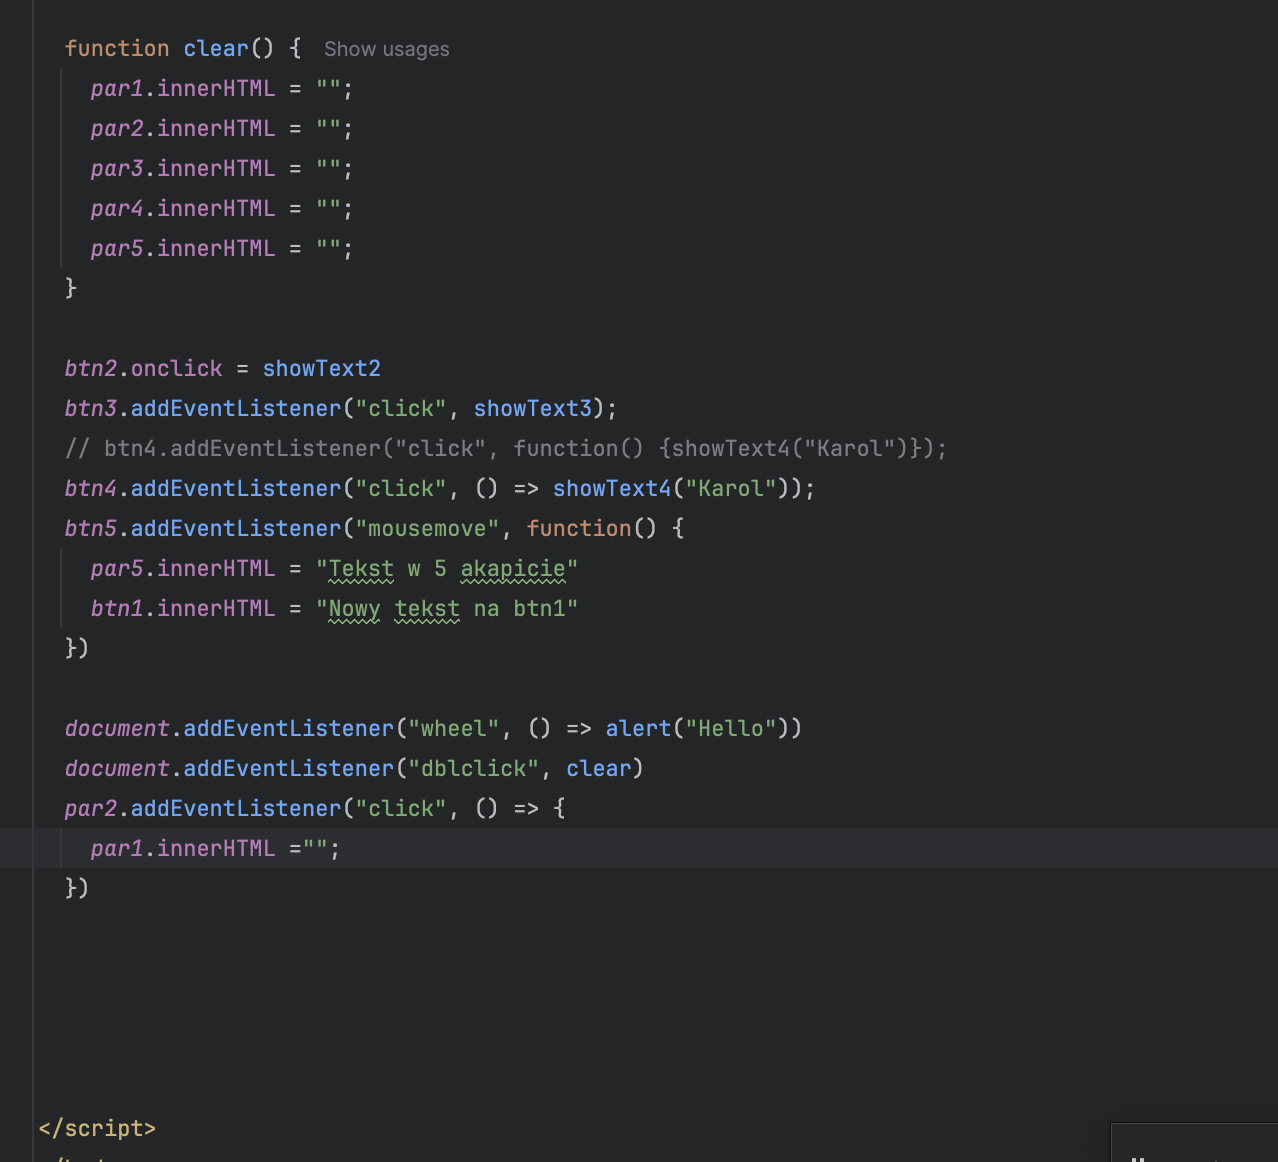 function clear() { Show usages
par1.innerHTML = "";
par2.innerHTML = "";
par3.innerHTML = "";
par4.innerHTML = "";
par5.innerHTML = "";
}
btn2.onclick = showText2
btn3.addEventListener("click", showText3);
// btn4.addEventListener("click", function() {showText4("Karol")});
btn4.addEventListener("click", () => showText4("Karol"));
btn5.addEventListener("mousemove", function() {
par5.innerHTML = "Tekst w 5 akapicie"
btn1.innerHTML = "Nowy tekst na btn1"
})
document.addEventListener("wheel", () => alert("Hello"))
document.addEventListener("dblclick", clear)
par2.addEventListener("click", () => {
par1.innerHTML ="";
})
</script>